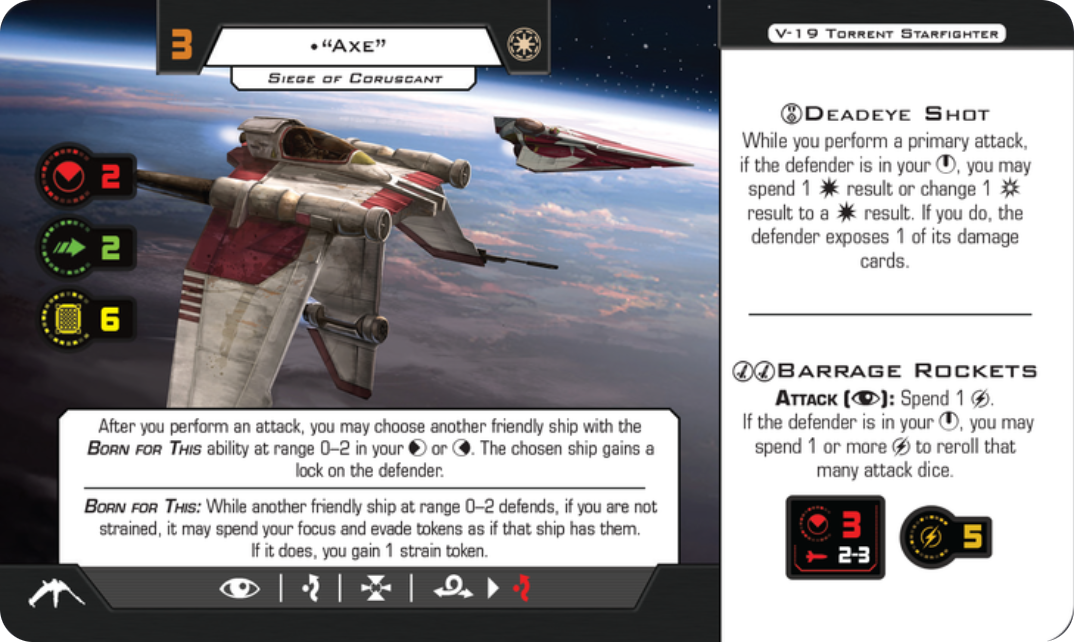 3
•“Axe”
Siege of Coruscant
2
2
6
After you perform an attack, you may choose another friendly ship with the
Born for This ability at range 0–2 in your or . The chosen ship gains a
lock on the defender.
Born for This: While another friendly ship at range 0–2 defends, if you are not
strained, it may spend your focus and evade tokens as if that ship has them.
If it does, you gain 1 strain token.
V-19 Torrent Starfighter
Deadeye Shot
While you perform a primary attack,
if the defender is in your , you may
spend 1 result or change 1
result to a result. If you do, the
defender exposes 1 of its damage
cards.
Barrage Rockets
Attack ( ): Spend 1 .
If the defender is in your , you may
spend 1 or more to reroll that
many attack dice.
3
2-3
5